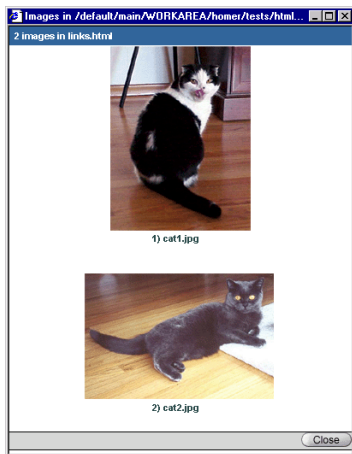 Images in /default/main/WORKAREA/homer/tests/html...
2 images in links.html
1) cat1.jpg
2) cat2.jpg
Close